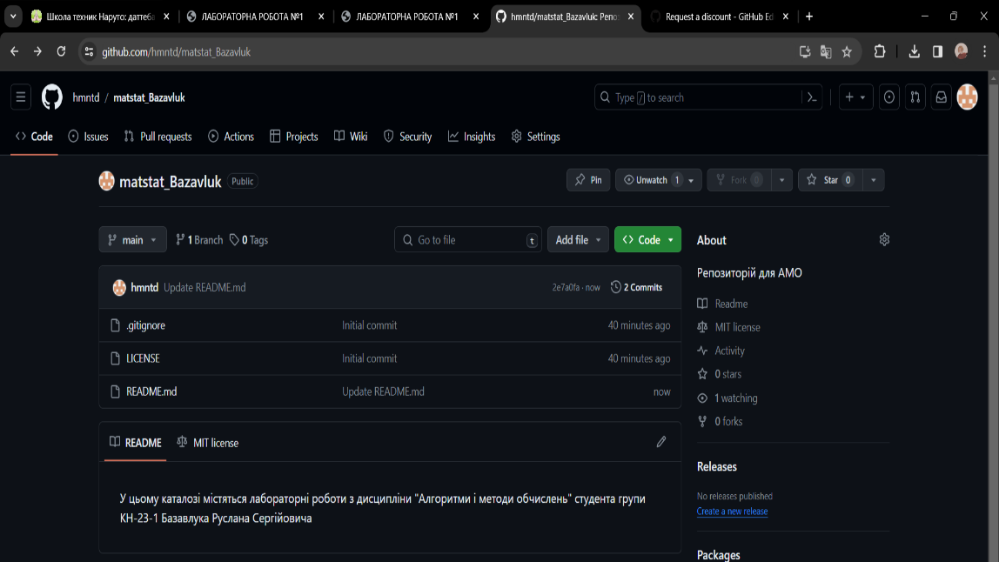 Школа техник Наруто: даттеба
ЛАБОРАТОРНА РОБОТА №1
ЛАБОРАТОРНА РОБОТА №1
hmntd/matstat_Bazavluk: Репоз
Request a discount - GitHub Ed
github.com/hmntd/matstat_Bazavluk
hmntd / matstat_Bazavluk
Type / to search
Code Issues Pull requests Actions Projects Wiki Security Insights Settings
matstat_Bazavluk Public
Pin Unwatch 1 Fork 0 Star 0
main 1 Branch 0 Tags
Go to file t Add file Code
hmntd Update README.md 2e7a0fa · now 2 Commits
.gitignore Initial commit 40 minutes ago
LICENSE Initial commit 40 minutes ago
README.md Update README.md now
README MIT license
У цьому каталозі містяться лабораторні роботи з дисципліни "Алгоритми і методи обчислень" студента групи
КН-23-1 Базавлука Руслана Сергійовича
About
Репозиторій для АМО
Readme
MIT license
Activity
0 stars
1 watching
0 forks
Releases
No releases published
Create a new release
Packages